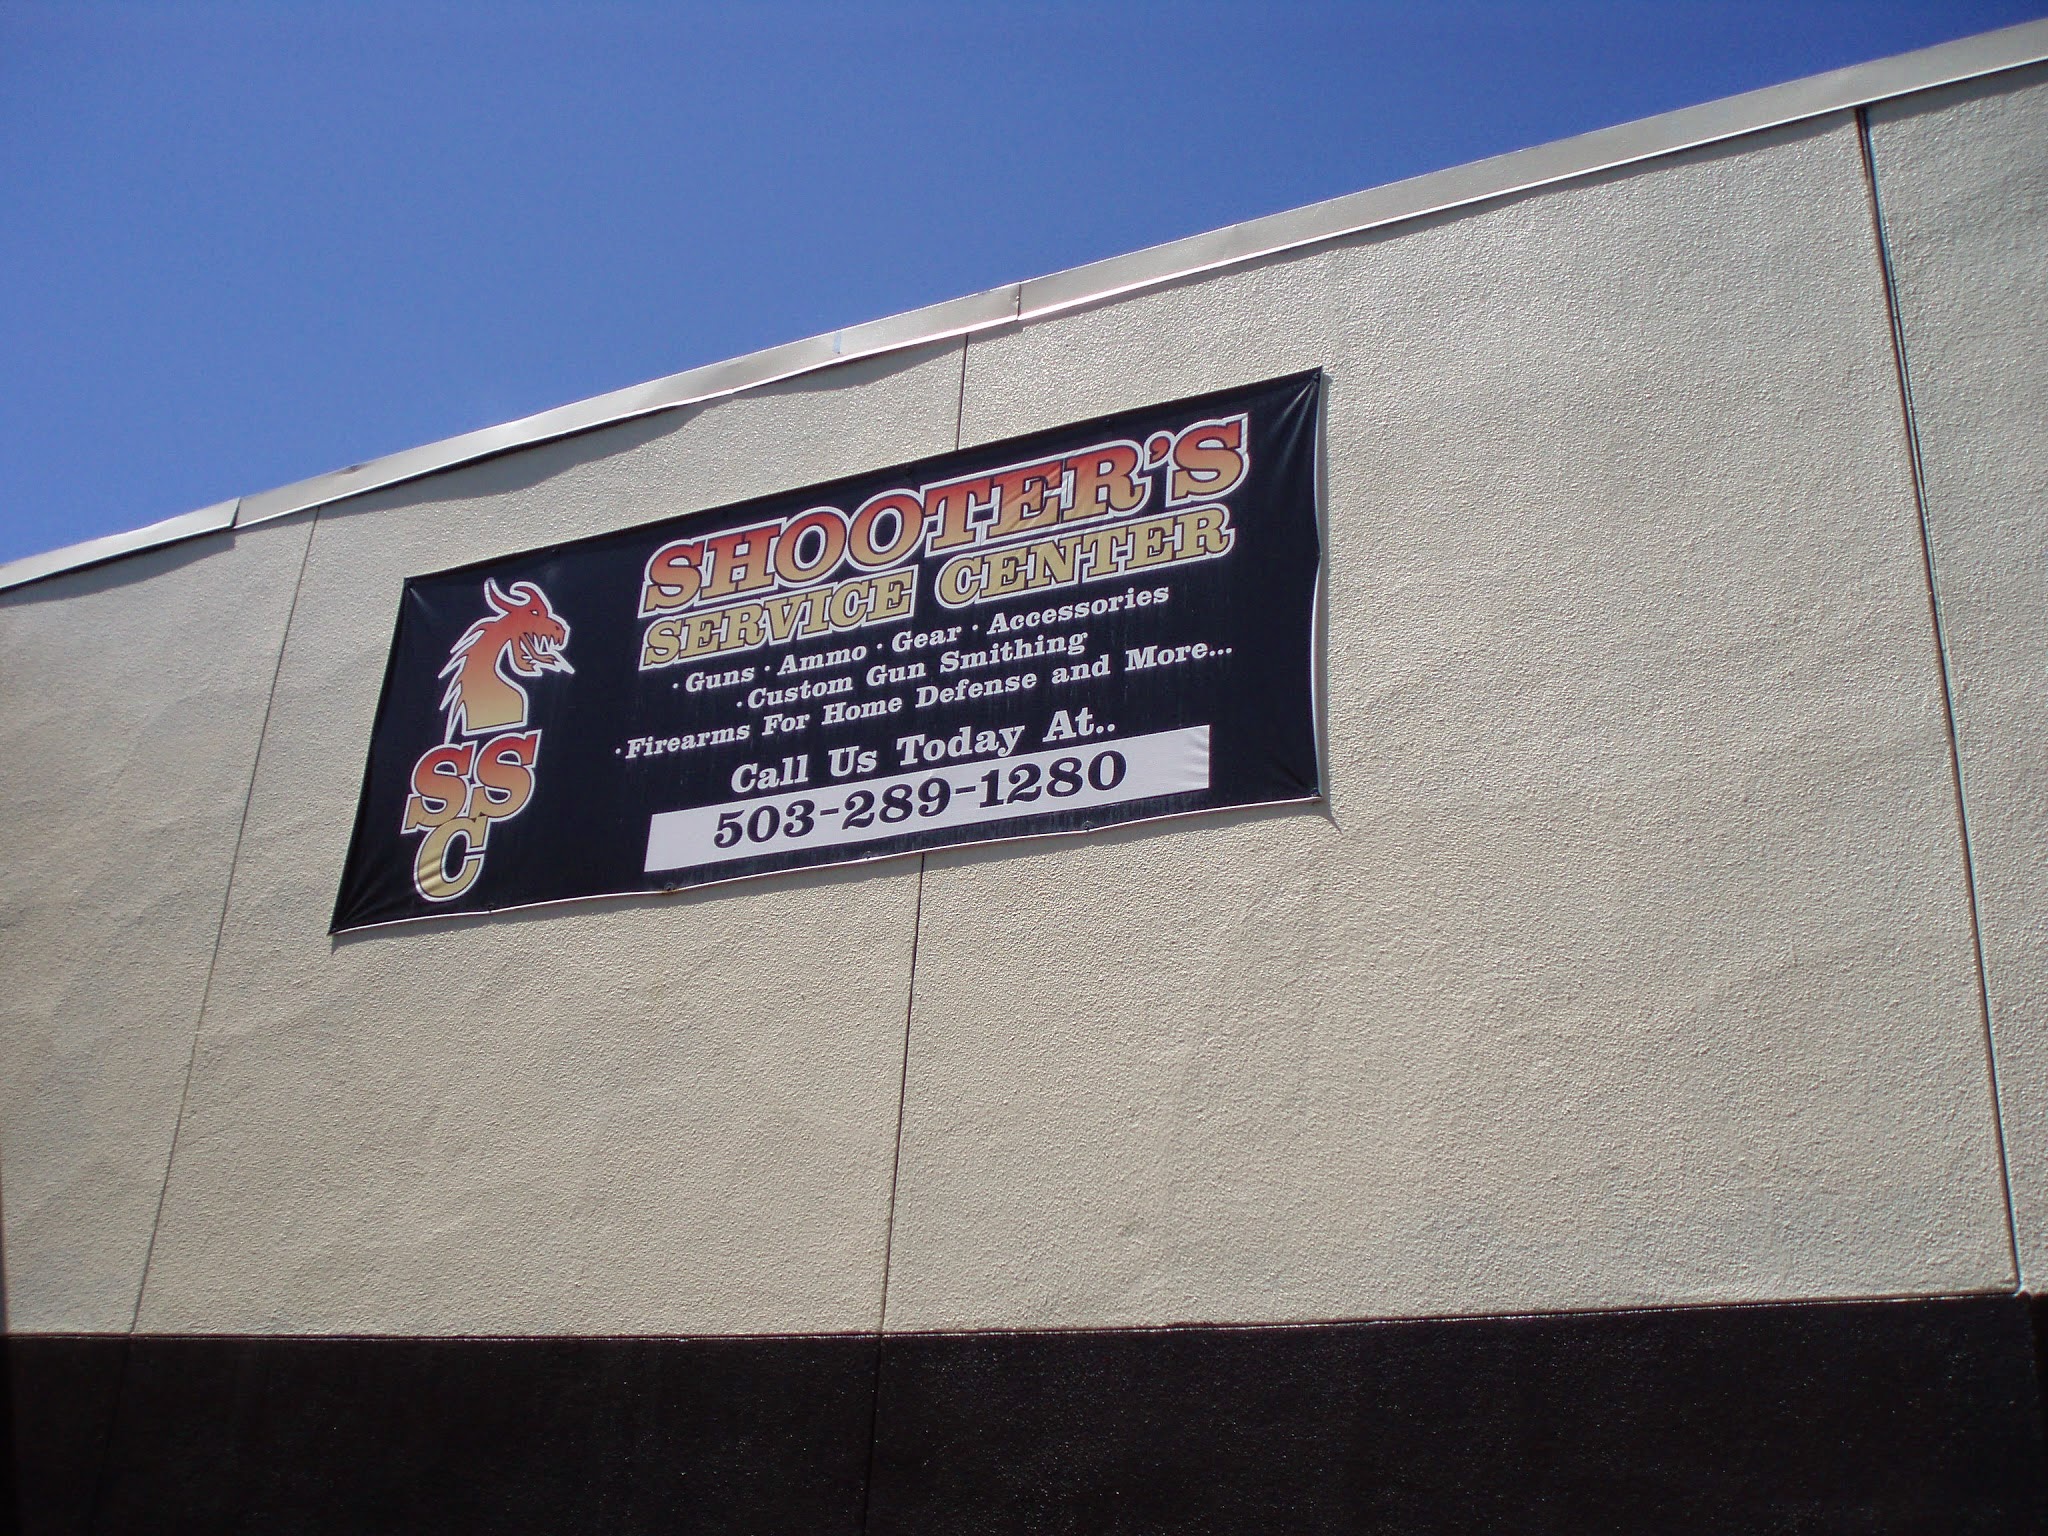 SHOOTER'S
SERVICE CENTER
· Guns · Ammo · Gear · Accessories
· Custom Gun Smithing
· Firearms For Home Defense and More...
Call Us Today At..
503-289-1280
SS
C